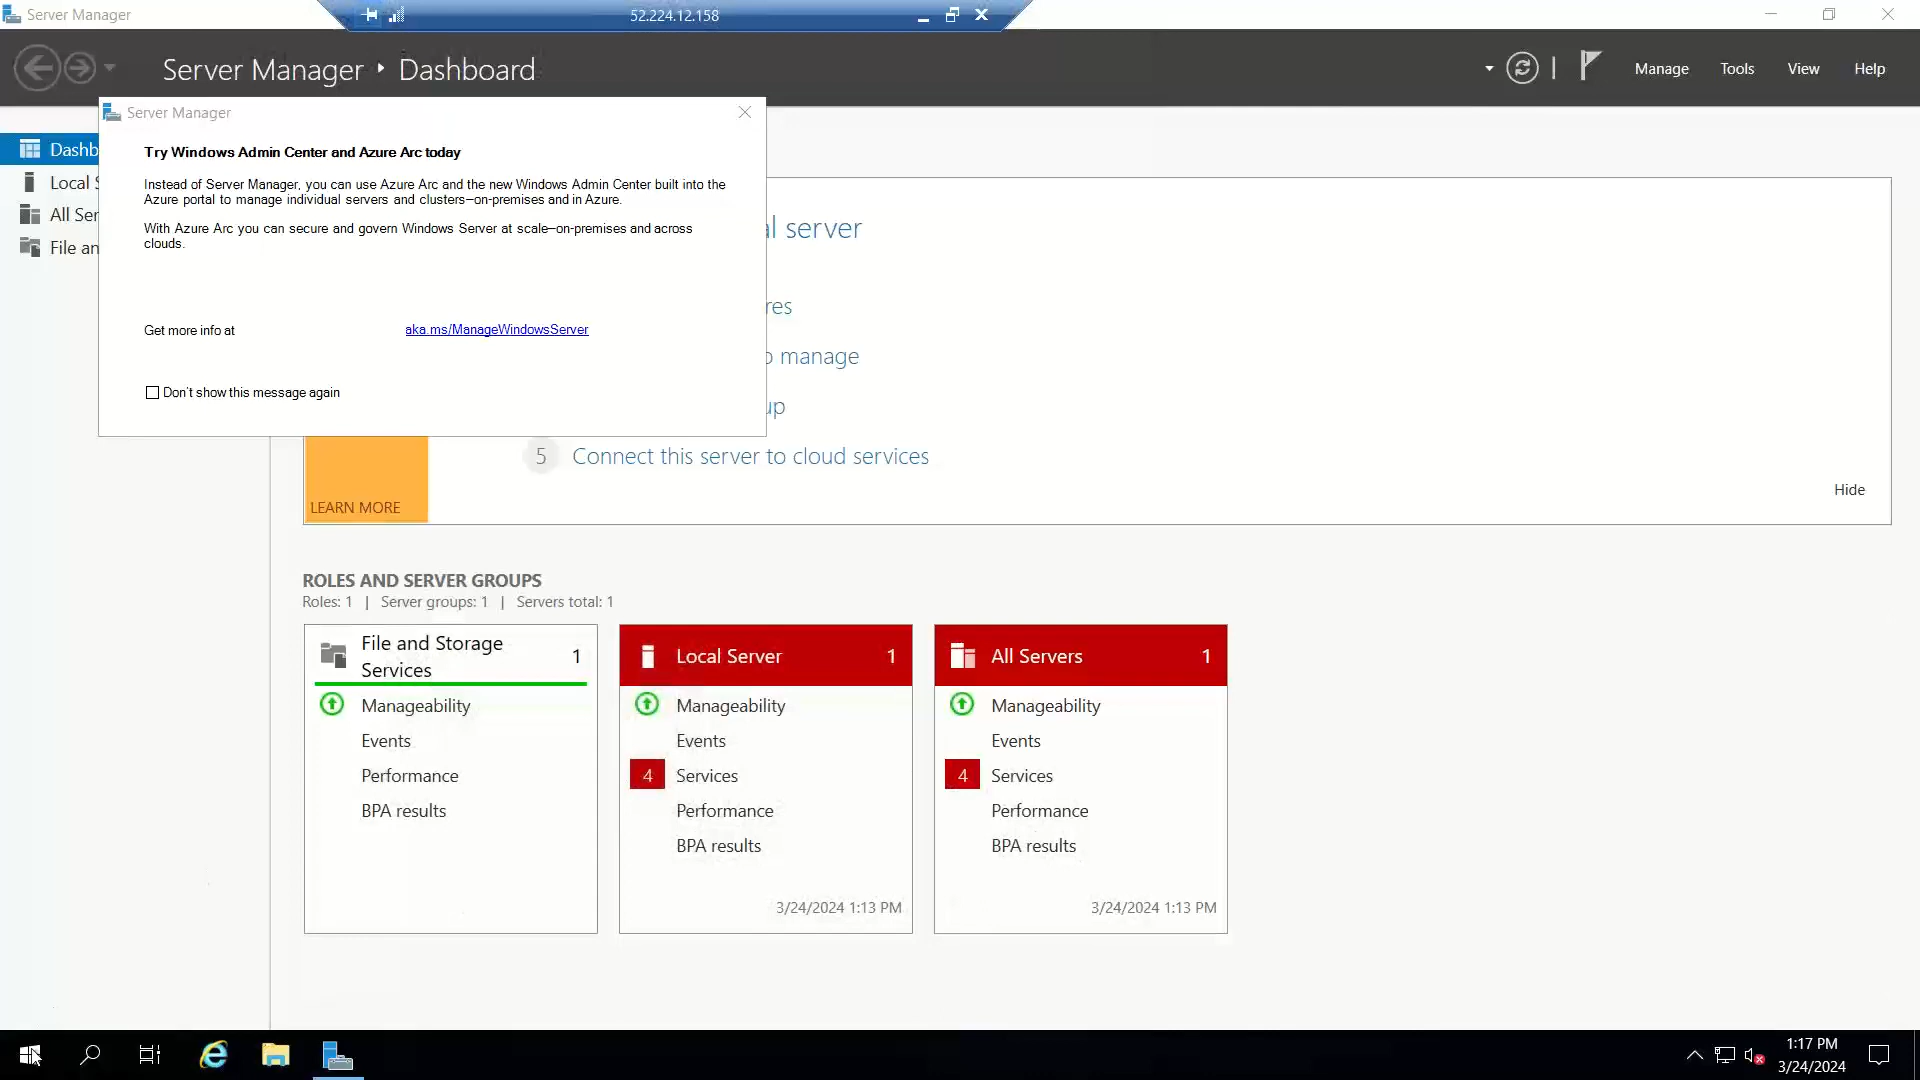 Server Manager
52.224.12.158
Server Manager
Dashboard
Manage
Tools
View
Help
Server Manager
Try Windows Admin Center and Azure Arc today
Instead of Server Manager, you can use Azure Arc and the new Windows Admin Center built into the
Azure portal to manage individual servers and clusters—on-premises and in Azure.
With Azure Arc you can secure and govern Windows Server at scale—on-premises and across
clouds.
Get more info at
aka.ms/ManageWindowsServer
Don't show this message again
Dashb
Local S
All Ser
File an
al server
res
o manage
up
5 Connect this server to cloud services
LEARN MORE
Hide
ROLES AND SERVER GROUPS
Roles: 1 | Server groups: 1 | Servers total: 1
File and Storage
Services
1
Manageability
Events
Performance
BPA results
Local Server
1
Manageability
Events
4 Services
Performance
BPA results
3/24/2024 1:13 PM
All Servers
1
Manageability
Events
4 Services
Performance
BPA results
3/24/2024 1:13 PM
1:17 PM
3/24/2024